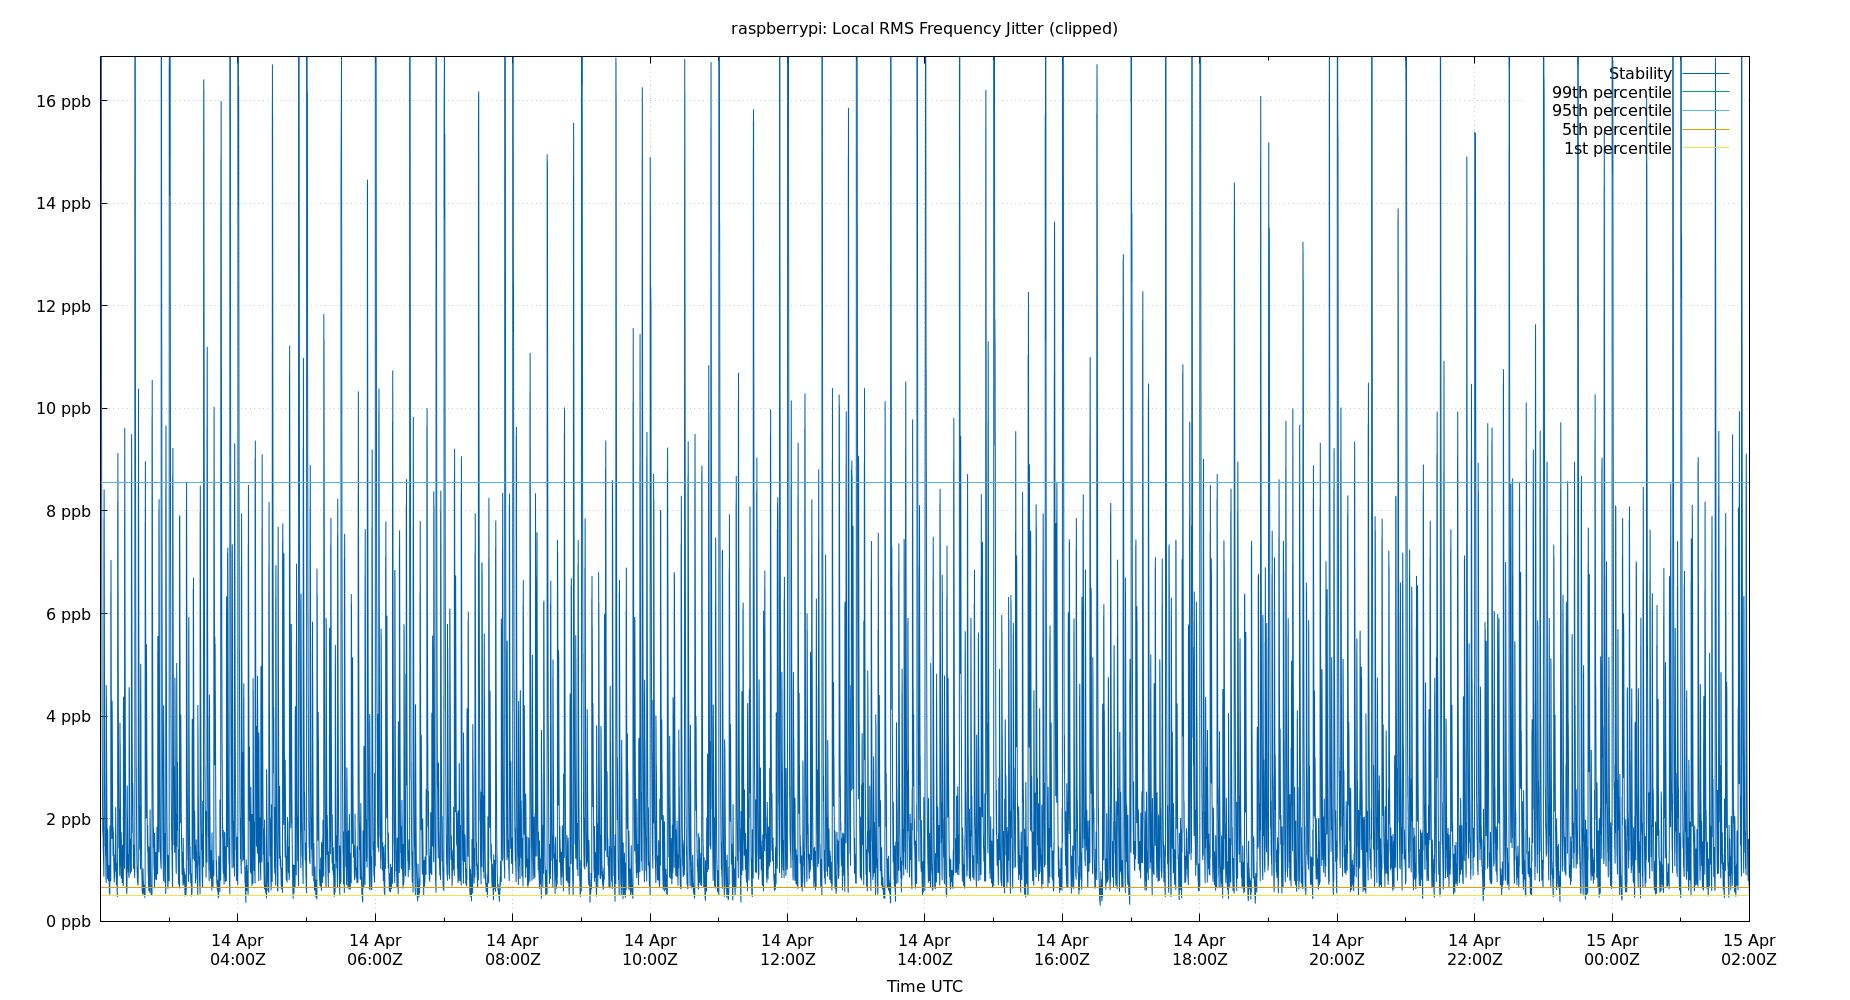 raspberrypi: Local RMS Frequency Jitter (clipped)
Stability
99th percentile
95th percentile
5th percentile
1st percentile
16 ppb
14 ppb
12 ppb
10 ppb
8 ppb
6 ppb
4 ppb
2 ppb
0 ppb
14 Apr 14 Apr 14 Apr 14 Apr 14 Apr 14 Apr 14 Apr 14 Apr 14 Apr 14 Apr 15 Apr 15 Apr
04:00Z 06:00Z 08:00Z 10:00Z 12:00Z 14:00Z 16:00Z 18:00Z 20:00Z 22:00Z 00:00Z 02:00Z
Time UTC